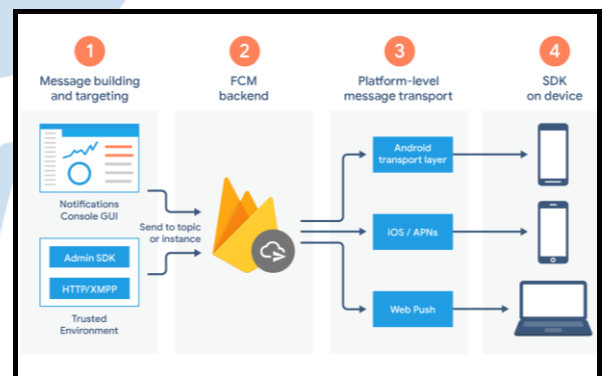 1
2
3
4
Message building
and targeting
FCM
backend
Platform-level
message transport
SDK
on device
Notifications
Console GUI
Send to topic
or instance
Admin SDK
HTTP/XMPP
Trusted
Environment
Android
transport layer
iOS / APNs
Web Push